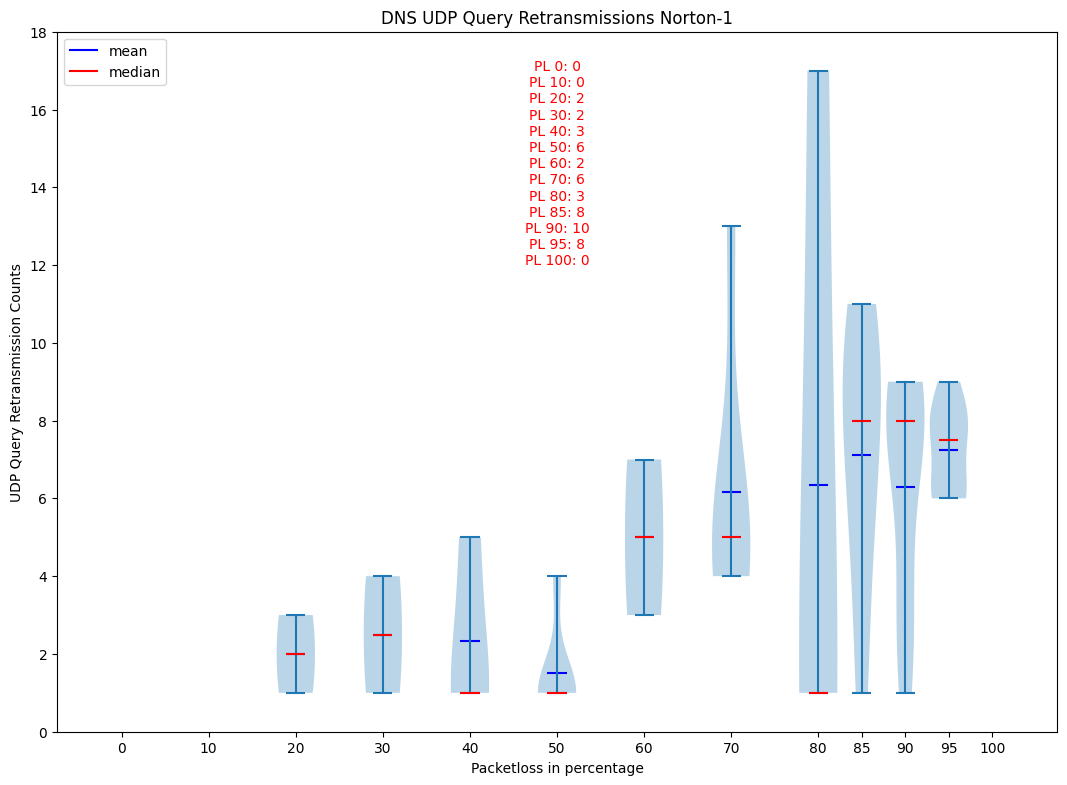 DNS UDP Query Retransmissions Norton-1
mean
median
PL 0: 0
PL 10: 0
PL 20: 2
PL 30: 2
PL 40: 3
PL 50: 6
PL 60: 2
PL 70: 6
PL 80: 3
PL 85: 8
PL 90: 10
PL 95: 8
PL 100: 0
UDP Query Retransmission Counts
18
16
14
12
10
8
6
4
2
0
0 10 20 30 40 50 60 70 80 85 90 95 100
Packetloss in percentage